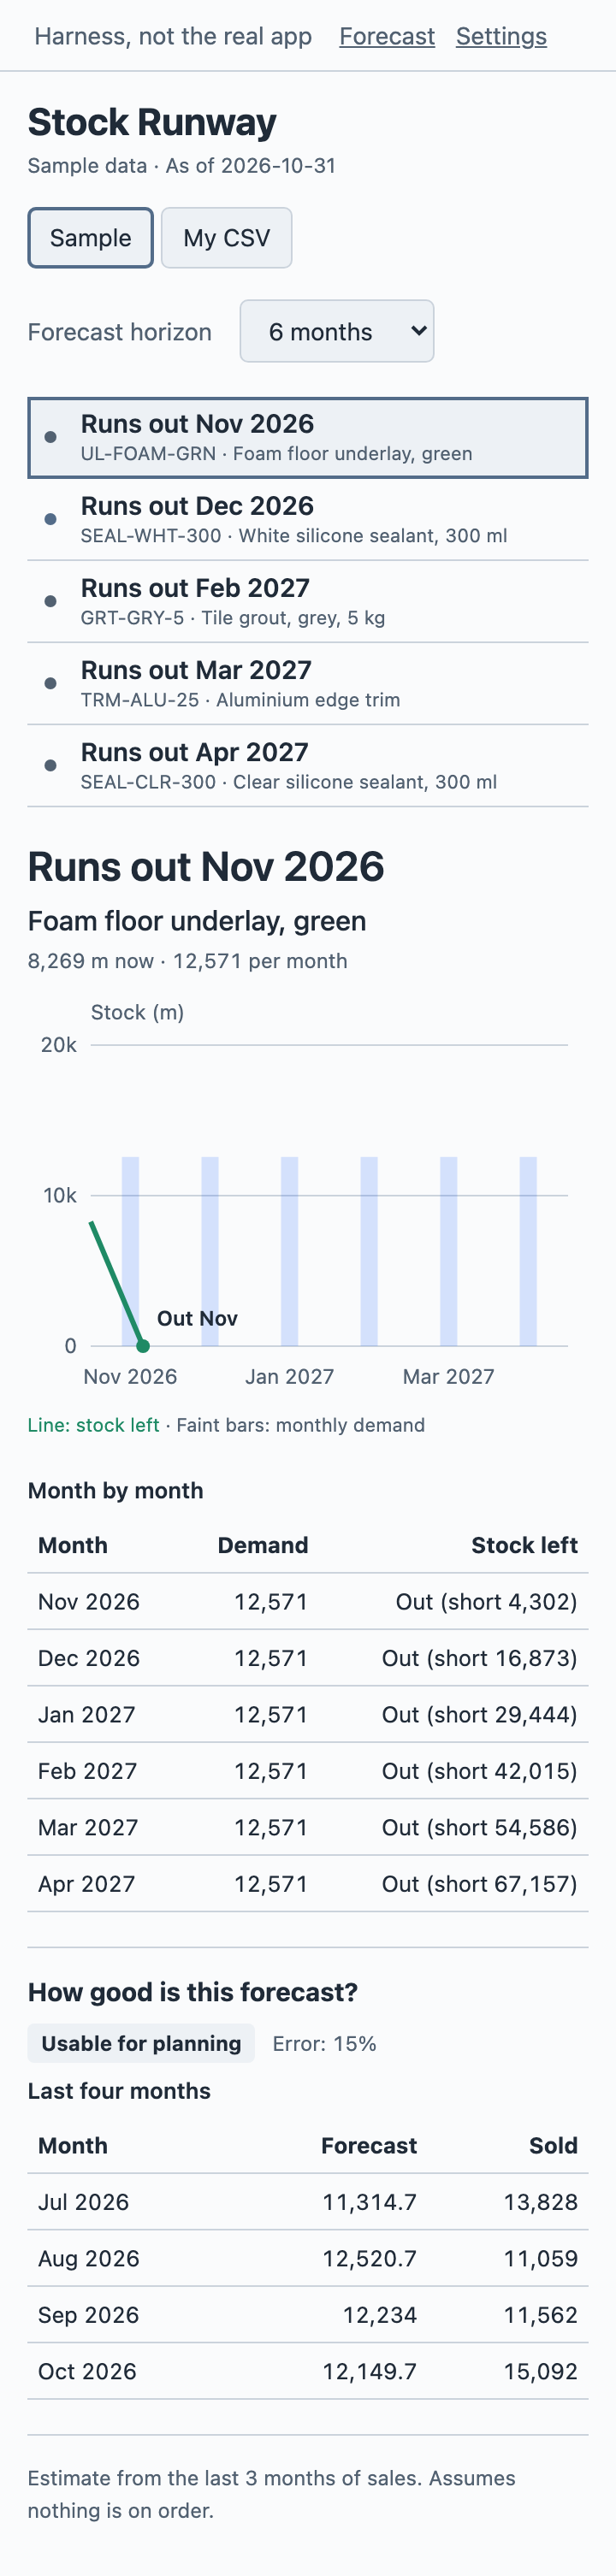 Harness, not the real app Forecast Settings
Stock Runway
Sample data · As of 2026-10-31
Sample My CSV
Forecast horizon 6 months
Runs out Nov 2026
UL-FOAM-GRN · Foam floor underlay, green
Runs out Dec 2026
SEAL-WHT-300 · White silicone sealant, 300 ml
Runs out Feb 2027
GRT-GRY-5 · Tile grout, grey, 5 kg
Runs out Mar 2027
TRM-ALU-25 · Aluminium edge trim
Runs out Apr 2027
SEAL-CLR-300 · Clear silicone sealant, 300 ml
Runs out Nov 2026
Foam floor underlay, green
8,269 m now · 12,571 per month
Stock (m)
20k
10k
Out Nov
0
Nov 2026 Jan 2027 Mar 2027
Line: stock left · Faint bars: monthly demand
Month by month
Month Demand Stock left
Nov 2026 12,571 Out (short 4,302)
Dec 2026 12,571 Out (short 16,873)
Jan 2027 12,571 Out (short 29,444)
Feb 2027 12,571 Out (short 42,015)
Mar 2027 12,571 Out (short 54,586)
Apr 2027 12,571 Out (short 67,157)
How good is this forecast?
Usable for planning Error: 15%
Last four months
Month Forecast Sold
Jul 2026 11,314.7 13,828
Aug 2026 12,520.7 11,059
Sep 2026 12,234 11,562
Oct 2026 12,149.7 15,092
Estimate from the last 3 months of sales. Assumes
nothing is on order.